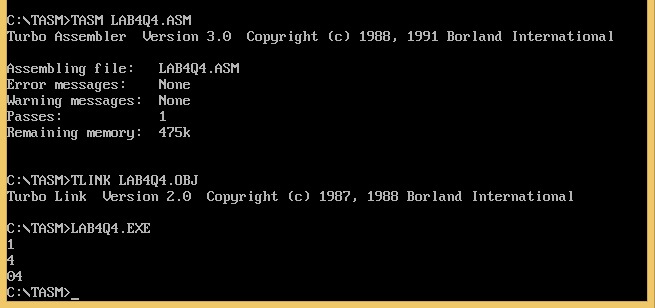 C:\TASM>TASM LAB4Q4.ASM
Turbo Assembler  Version 3.0  Copyright (c) 1988, 1991 Borland International
Assembling file:   LAB4Q4.ASM
Error messages:    None
Warning messages:  None
Passes:            1
Remaining memory:  475k
C:\TASM>TLINK LAB4Q4.OBJ
Turbo Link  Version 2.0  Copyright (c) 1987, 1988 Borland International
C:\TASM>LAB4Q4.EXE
1
4
04
C:\TASM>_